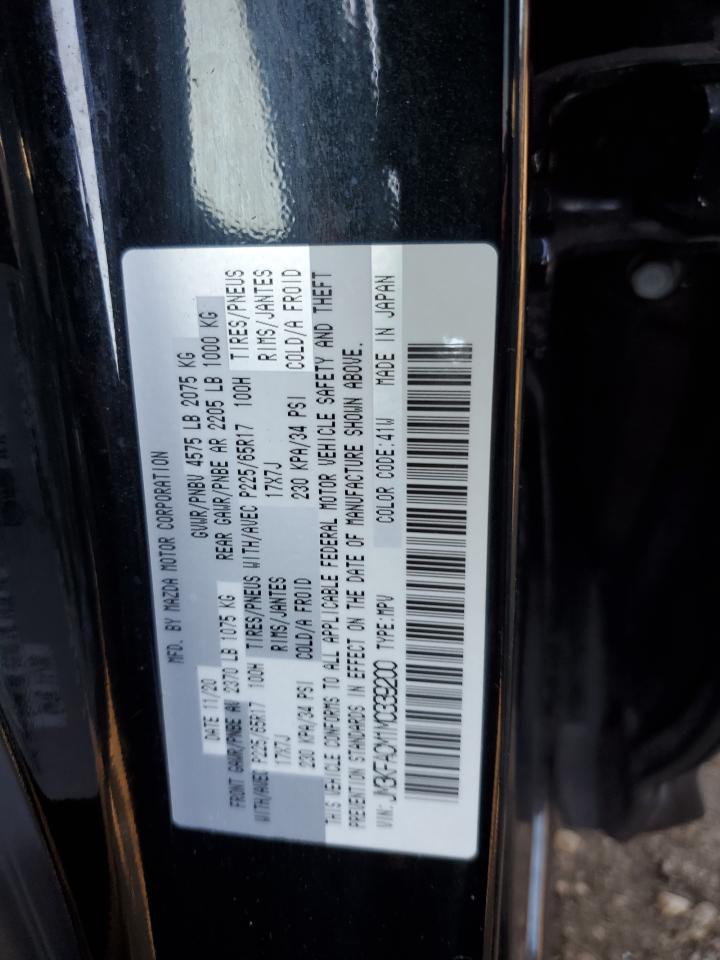 MFD. BY MAZDA MOTOR CORPORATION
DATE 11/20 GVWR/PNBV 4575 LB 2075 KG
FRONT GAWR/PNBE AV 2370 LB 1075 KG REAR GAWR/PNBE AR 2205 LB 1000 KG
WITH/AVEC P225/65R17 100H TIRES/PNEUS WITH/AVEC P225/65R17 100H TIRES/PNEUS
17X7J RIMS/JANTES 17X7J RIMS/JANTES
230 KPA/34 PSI COLD/A FROID 230 KPA/34 PSI COLD/A FROID
THIS VEHICLE CONFORMS TO ALL APPLICABLE FEDERAL MOTOR VEHICLE SAFETY AND THEFT
PREVENTION STANDARDS IN EFFECT ON THE DATE OF MANUFACTURE SHOWN ABOVE.
VIN: TYPE:MPV COLOR CODE:41W MADE IN JAPAN